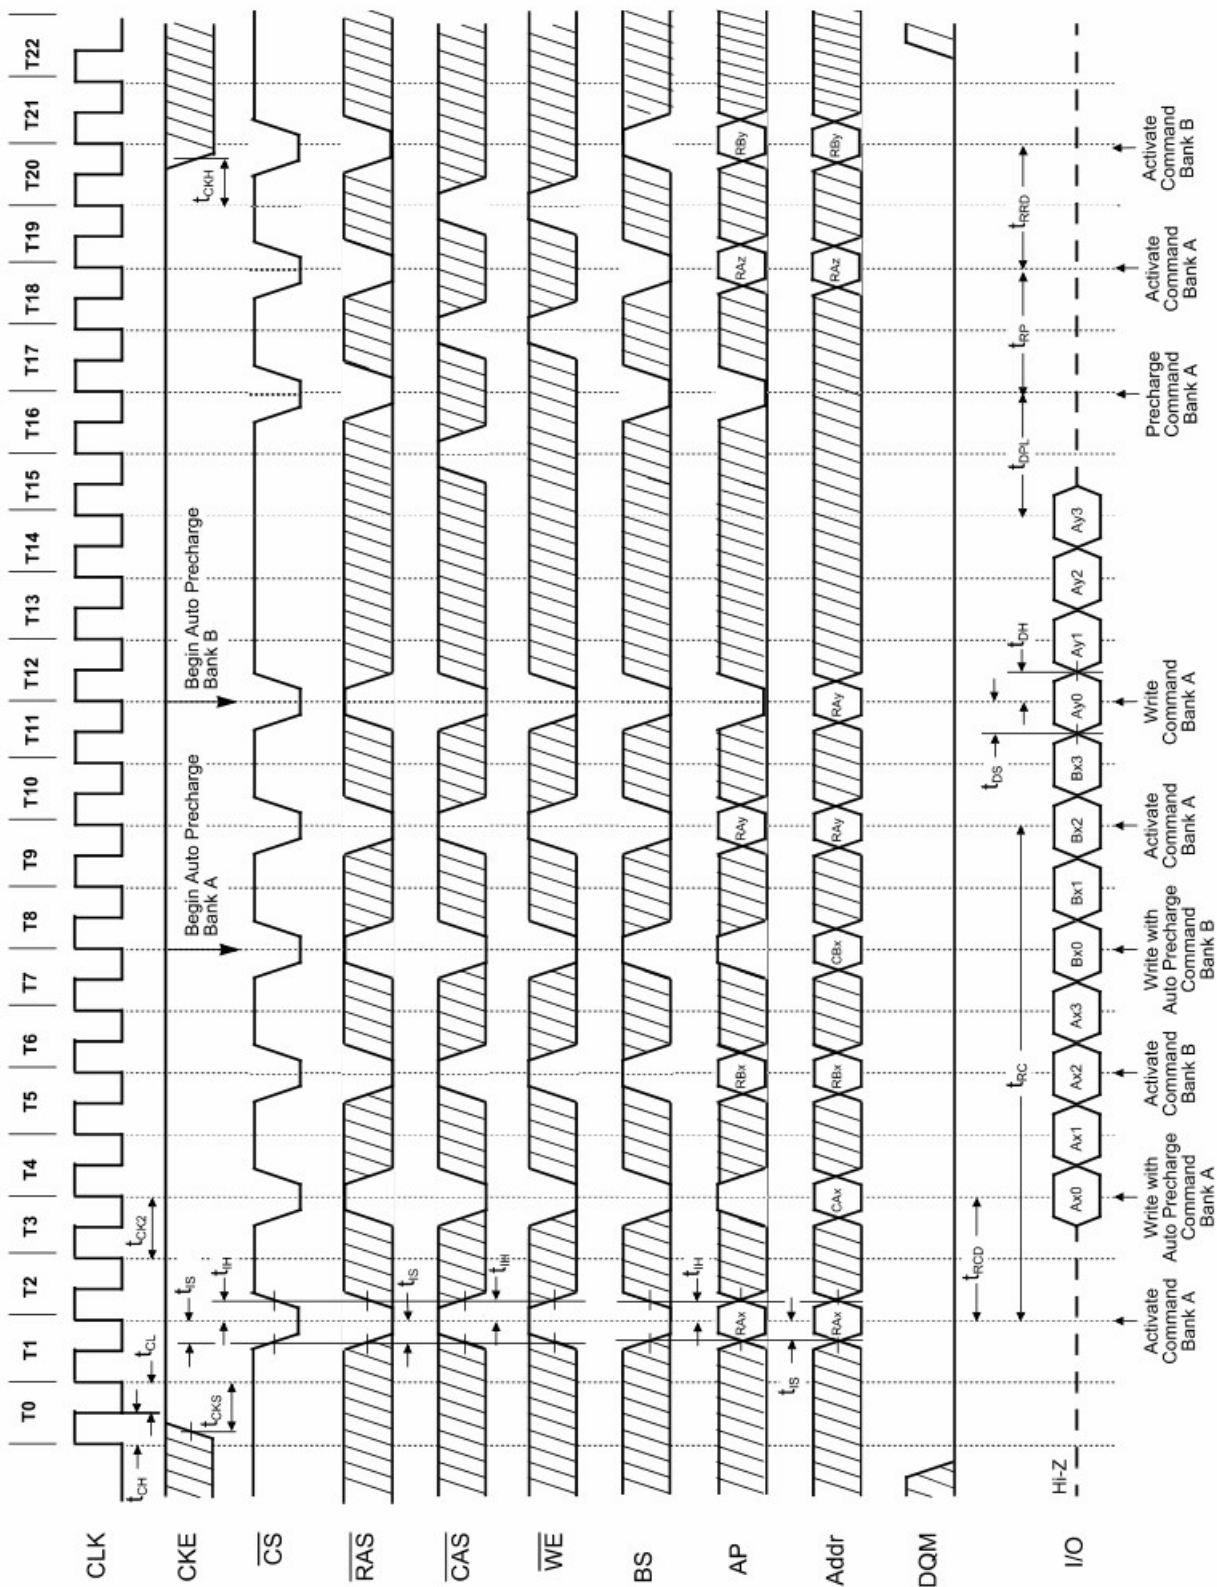 T0 T1 T2 T3 T4 T5 T6 T7 T8 T9 T10 T11 T12 T13 T14 T15 T16 T17 T18 T19 T20 T21 T22
CLK
tCH
tCL
tCK2
Begin Auto Precharge
Bank A
Begin Auto Precharge
Bank B
CKE
tCKS
tIS
tIH
tCKH
CS
RAS
tIS
CAS
tIH
WE
BS
tIH
AP
RAx RBx RAy RAz RBy
tIS
Addr
RAx CAx RBx CBx RAy RAy RAz RBy
DQM
tRCD
tDS
tRC
tDH
tDPL
tRP
tRRD
I/O
Hi-Z
Ax0 Ax1 Ax2 Ax3 Bx0 Bx1 Bx2 Bx3 Ay0 Ay1 Ay2 Ay3
Activate
Command
Bank A
Write with
Auto Precharge
Command
Bank A
Activate
Command
Bank B
Write with
Auto Precharge
Command
Bank B
Activate
Command
Bank A
Write
Command
Bank A
Precharge
Command
Bank A
Activate
Command
Bank A
Activate
Command
Bank B